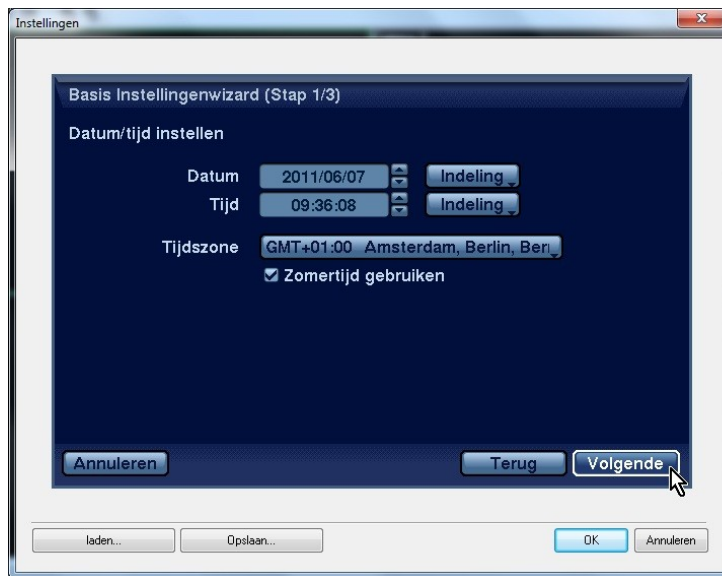 Instellingen
Basis Instellingenwizard (Stap 1/3)
Datum/tijd instellen
Datum 2011/06/07 Indeling
Tijd 09:36:08 Indeling
Tijdszone GMT+01:00 Amsterdam, Berlin, Ber
Zomertijd gebruiken
Annuleren Terug Volgende
laden... Opslaan... OK Annuleren